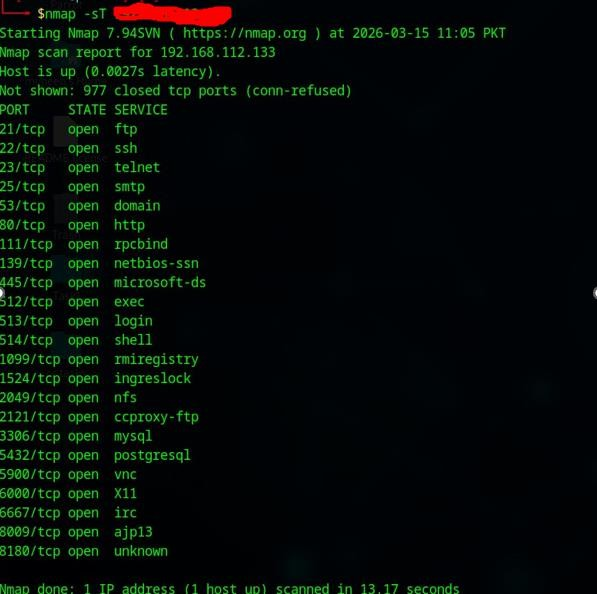 $nmap -sT
Starting Nmap 7.94SVN ( https://nmap.org ) at 2026-03-15 11:05 PKT
Nmap scan report for 192.168.112.133
Host is up (0.0027s latency).
Not shown: 977 closed tcp ports (conn-refused)
PORT     STATE SERVICE
21/tcp   open  ftp
22/tcp   open  ssh
23/tcp   open  telnet
25/tcp   open  smtp
53/tcp   open  domain
80/tcp   open  http
111/tcp  open  rpcbind
139/tcp  open  netbios-ssn
445/tcp  open  microsoft-ds
512/tcp  open  exec
513/tcp  open  login
514/tcp  open  shell
1099/tcp open  rmiregistry
1524/tcp open  ingreslock
2049/tcp open  nfs
2121/tcp open  ccproxy-ftp
3306/tcp open  mysql
5432/tcp open  postgresql
5900/tcp open  vnc
6000/tcp open  X11
6667/tcp open  irc
8009/tcp open  ajp13
8180/tcp open  unknown
Nmap done: 1 IP address (1 host up) scanned in 13.17 seconds